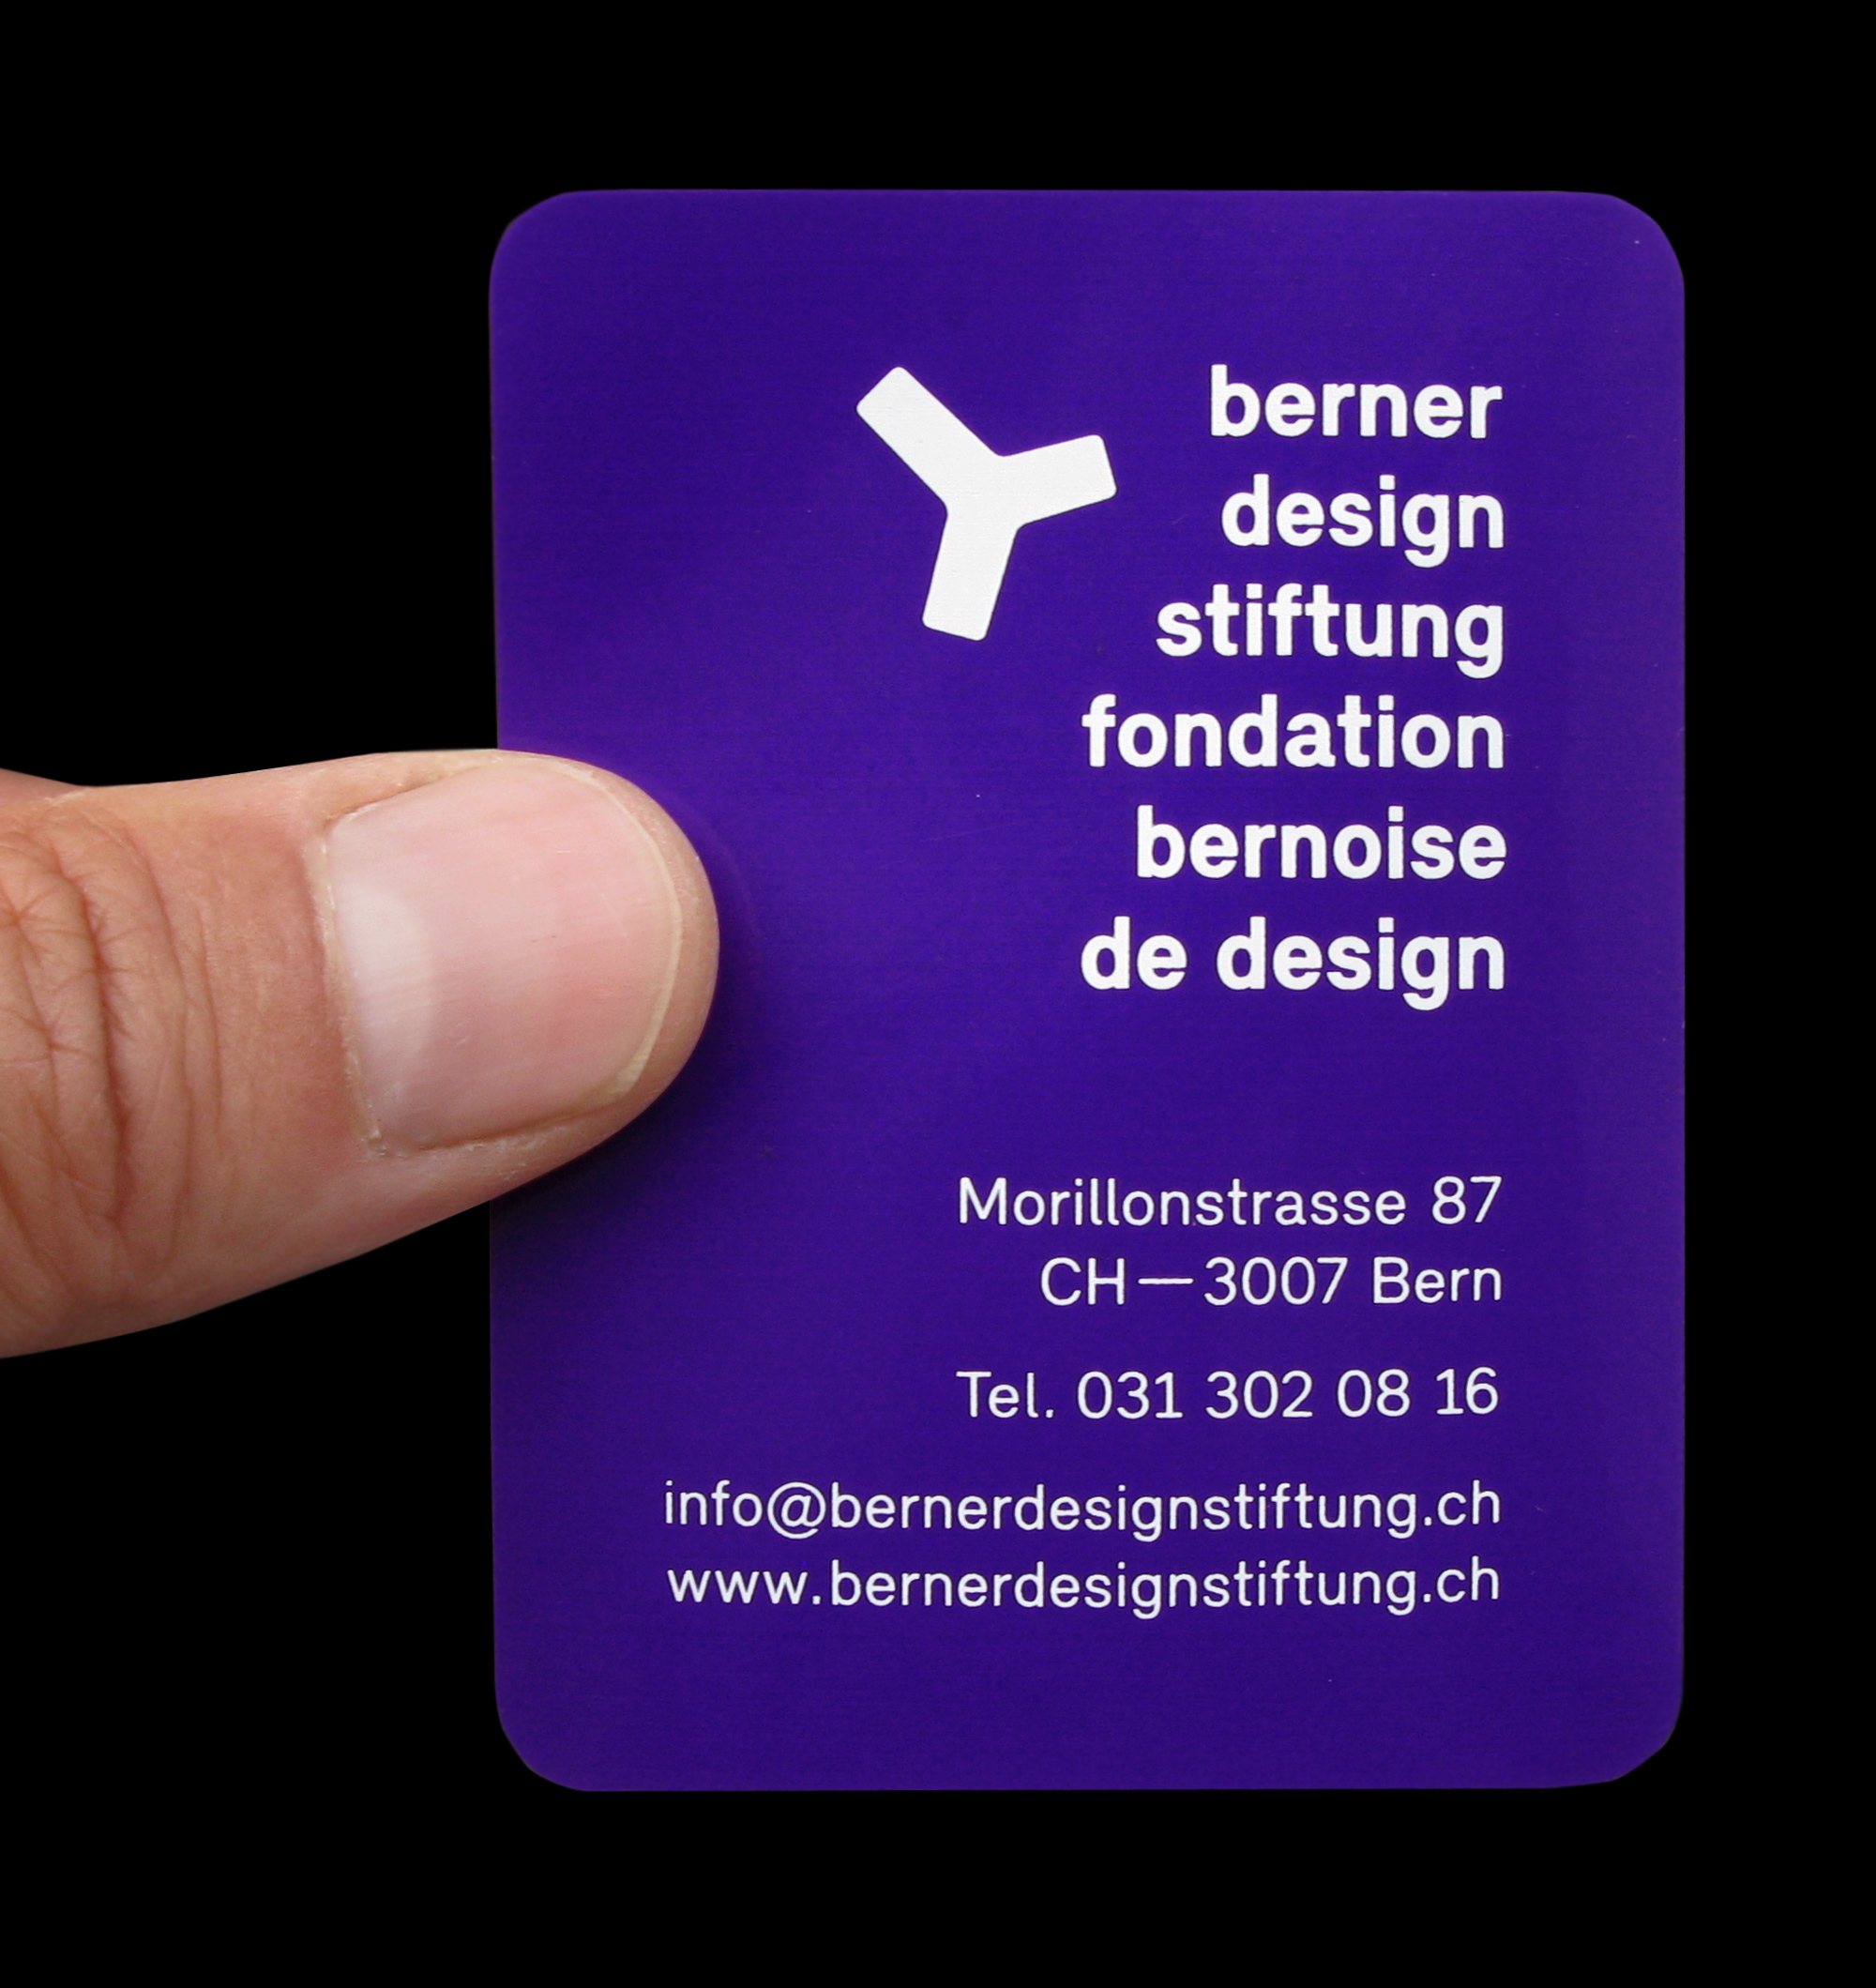 berner
design
stiftung
fondation
bernoise
de design
Morillonstrasse 87
CH—3007 Bern
Tel. 031 302 08 16
info@bernerdesignstiftung.ch
www.bernerdesignstiftung.ch